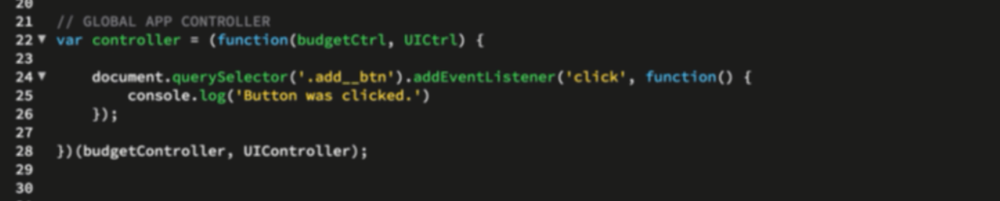 20
21 // GLOBAL APP CONTROLLER
22 ▼ var controller = (function(budgetCtrl, UICtrl) {
23
24 ▼     document.querySelector('.add__btn').addEventListener('click', function() {
25         console.log('Button was clicked.')
26     });
27
28 })(budgetController, UIController);
29
30